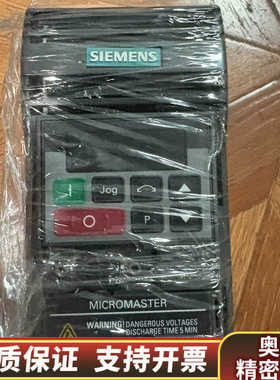 SIEMENS
I Jog
O P
MICROMASTER
WARNING! DANGEROUS VOLTAGES
DISCHARGE TIME 5 MIN
质保证 支持开票
奥
精密